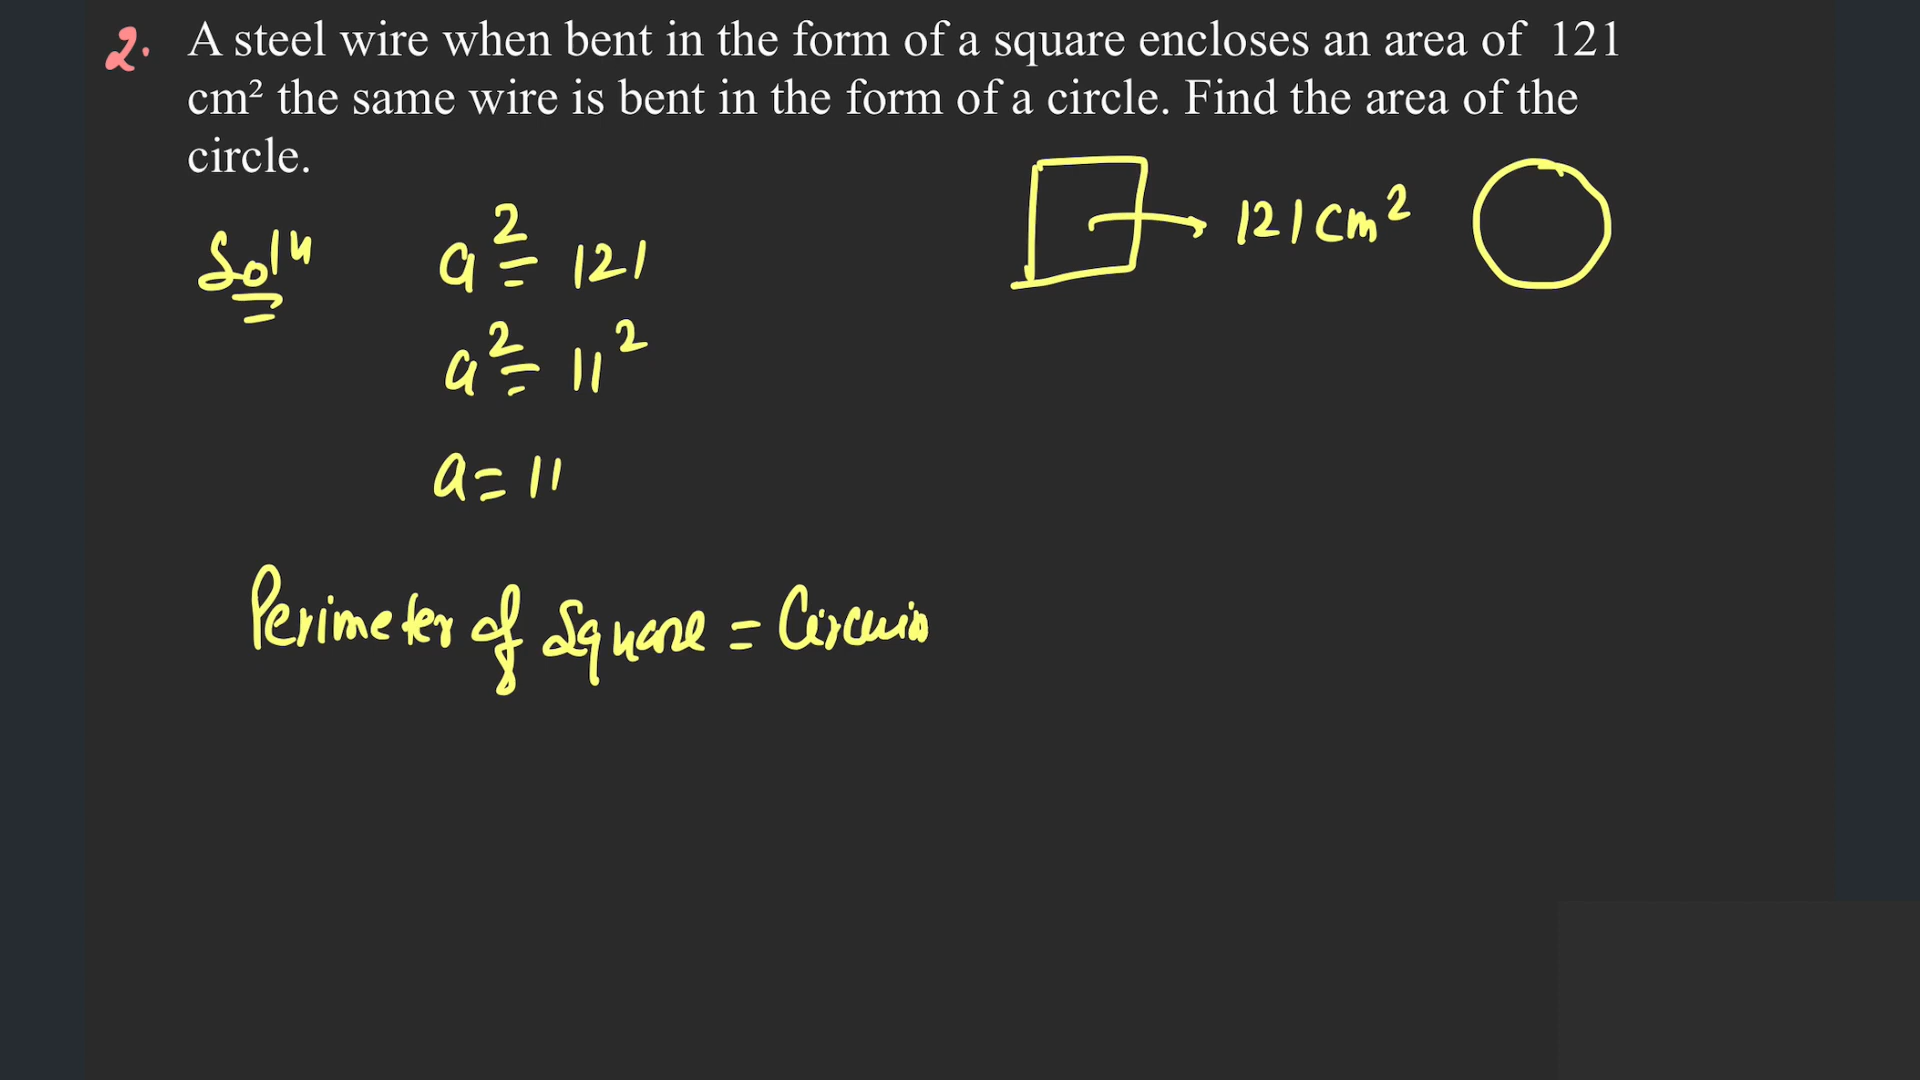 2. A steel wire when bent in the form of a square encloses an area of 121
cm² the same wire is bent in the form of a circle. Find the area of the
circle.
121 cm²
Soln
a² = 121
a² = 11²
a = 11
Perimeter of Square =